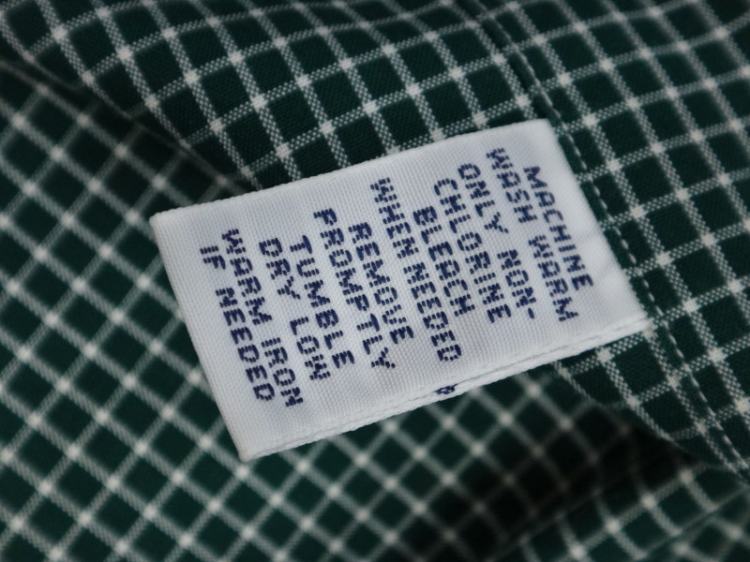 MACHINE
WASH WARM
ONLY NON-
CHLORINE
BLEACH
WHEN NEEDED
REMOVE
PROMPTLY
TUMBLE
DRY LOW
WARM IRON
IF NEEDED